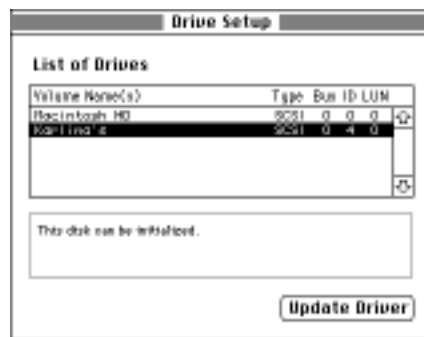 Drive Setup
List of Drives
Volume Name(s) Type Bus ID LUN
Macintosh HD SCSI 0 0 0
Karlina's SCSI 0 4 0
This disk can be initialized.
Update Driver